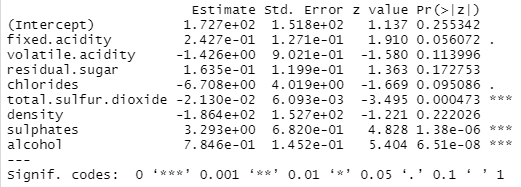 Estimate Std. Error z value Pr(>|z|)
(Intercept) 1.727e+02 1.518e+02 1.137 0.255342
fixed.acidity 2.427e-01 1.271e-01 1.910 0.056072 .
volatile.acidity -1.426e+00 9.021e-01 -1.580 0.113996
residual.sugar 1.635e-01 1.199e-01 1.363 0.172753
chlorides -6.708e+00 4.019e+00 -1.669 0.095086 .
total.sulfur.dioxide -2.130e-02 6.093e-03 -3.495 0.000473 ***
density -1.864e+02 1.527e+02 -1.221 0.222026
sulphates 3.293e+00 6.820e-01 4.828 1.38e-06 ***
alcohol 7.846e-01 1.452e-01 5.404 6.51e-08 ***
---
Signif. codes: 0 ‘***’ 0.001 ‘**’ 0.01 ‘*’ 0.05 ‘.’ 0.1 ‘ ’ 1